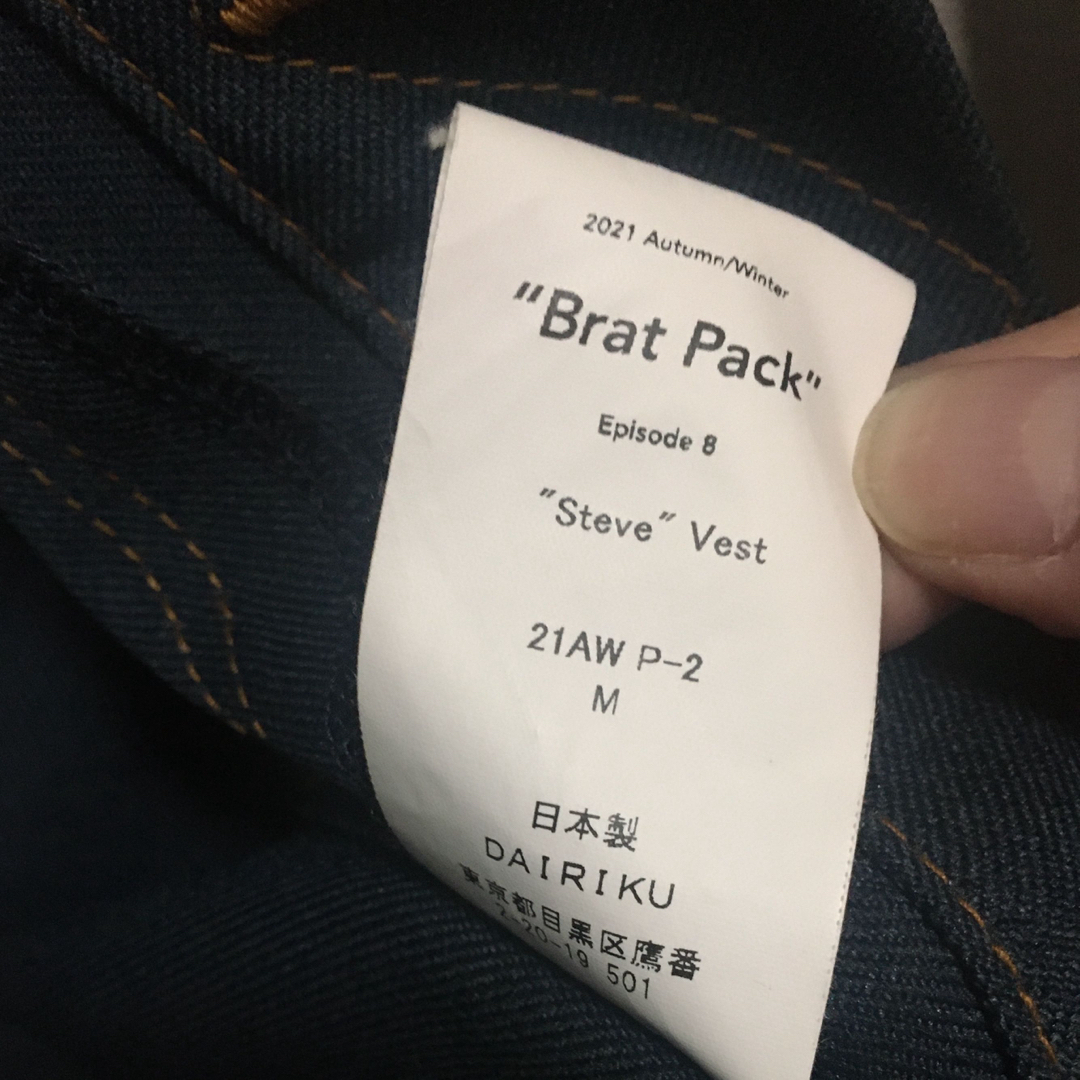 2021 Autumn/Winter
"Brat Pack"
Episode 8
"Steve" Vest
21AW P-2
M
日本製
DAIRIKU
東京都目黒区鷹番
2-20-19 501